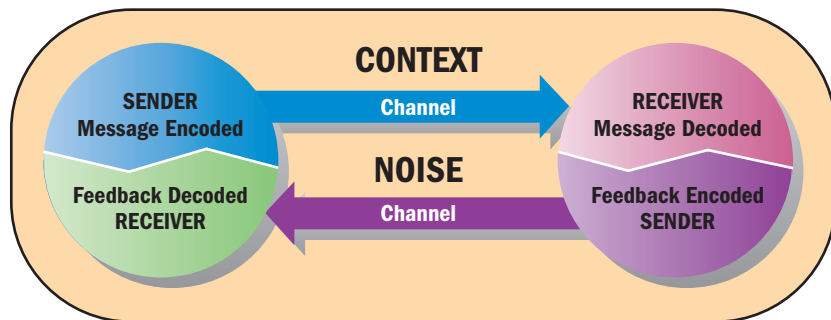 CONTEXT
SENDER
Message Encoded
Channel
RECEIVER
Message Decoded
NOISE
Feedback Decoded
RECEIVER
Channel
Feedback Encoded
SENDER